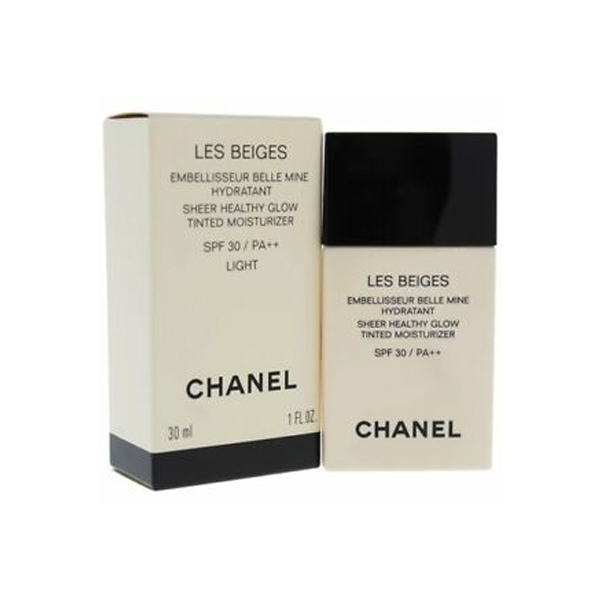 LES BEIGES
EMBELLISSEUR BELLE MINE
HYDRATANT
SHEER HEALTHY GLOW
TINTED MOISTURIZER
SPF 30 / PA++
LIGHT
CHANEL
30 ml
1 FL.OZ.
LES BEIGES
EMBELLISSEUR BELLE MINE
HYDRATANT
SHEER HEALTHY GLOW
TINTED MOISTURIZER
SPF 30 / PA++
CHANEL